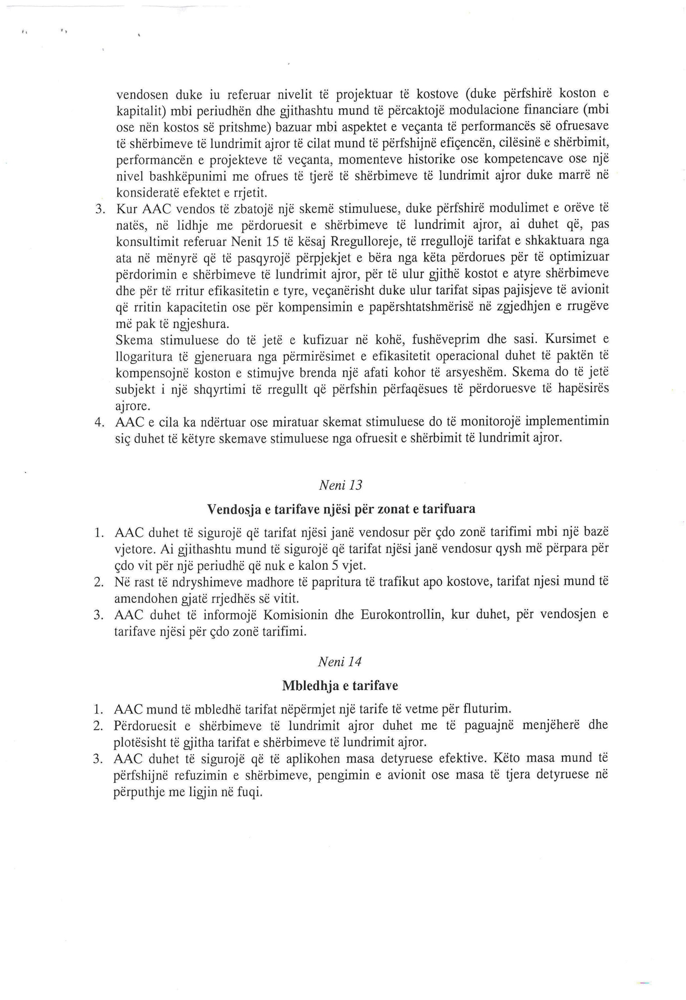 vendosen duke iu referuar nivelit të projektuar të kostove (duke përfshirë koston e
kapitalit) mbi periudhën dhe gjithashtu mund të përcaktojë modulacione financiare (mbi
ose nën kostos së pritshme) bazuar mbi aspektet e veçanta të performancës së ofruesave
të shërbimeve të lundrimit ajror të cilat mund të përfshijnë efiçencën, cilësinë e shërbimit,
performancën e projekteve të veçanta, momenteve historike ose kompetencave ose një
nivel bashkëpunimi me ofrues të tjerë të shërbimeve të lundrimit ajror duke marrë në
konsideratë efektet e rrjetit.
3. Kur AAC vendos të zbatojë një skemë stimuluese, duke përfshirë modulimet e orëve të
natës, në lidhje me përdoruesit e shërbimeve të lundrimit ajror, ai duhet që, pas
konsultimit referuar Nenit 15 të kësaj Rregulloreje, të rregullojë tarifat e shkaktuara nga
ata në mënyrë që të pasqyrojë përpjekjet e bëra nga këta përdorues për të optimizuar
përdorimin e shërbimeve të lundrimit ajror, për të ulur gjithë kostot e atyre shërbimeve
dhe për të rritur efikasitetin e tyre, veçanërisht duke ulur tarifat sipas pajisjeve të avionit
që rritin kapacitetin ose për kompensimin e papërshtatshmërisë në zgjedhjen e rrugëve
më pak të ngjeshura.
Skema stimuluese do të jetë e kufizuar në kohë, fushëveprim dhe sasi. Kursimet e
llogaritura të gjeneruara nga përmirësimet e efikasitetit operacional duhet të paktën të
kompensojnë koston e stimujve brenda një afati kohor të arsyeshëm. Skema do të jetë
subjekt i një shqyrtimi të rregullt që përfshin përfaqësues të përdoruesve të hapësirës
ajrore.
4. AAC e cila ka ndërtuar ose miratuar skemat stimuluese do të monitorojë implementimin
siç duhet të këtyre skemave stimuluese nga ofruesit e shërbimit të lundrimit ajror.
Neni 13
Vendosja e tarifave njësi për zonat e tarifuara
1. AAC duhet të sigurojë që tarifat njësi janë vendosur për çdo zonë tarifimi mbi një bazë
vjetore. Ai gjithashtu mund të sigurojë që tarifat njësi janë vendosur qysh më përpara për
çdo vit për një periudhë që nuk e kalon 5 vjet.
2. Në rast të ndryshimeve madhore të papritura të trafikut apo kostove, tarifat njesi mund të
amendohen gjatë rrjedhës së vitit.
3. AAC duhet të informojë Komisionin dhe Eurokontrollin, kur duhet, për vendosjen e
tarifave njësi për çdo zonë tarifimi.
Neni 14
Mbledhja e tarifave
1. AAC mund të mbledhë tarifat nëpërmjet një tarife të vetme për fluturim.
2. Përdoruesit e shërbimeve të lundrimit ajror duhet me të paguajnë menjëherë dhe
plotësisht të gjitha tarifat e shërbimeve të lundrimit ajror.
3. AAC duhet të sigurojë që të aplikohen masa detyruese efektive. Këto masa mund të
përfshijnë refuzimin e shërbimeve, pengimin e avionit ose masa të tjera detyruese në
përputhje me ligjin në fuqi.